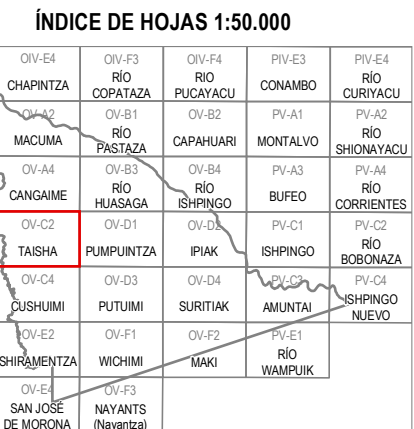 ÍNDICE DE HOJAS 1:50.000
OIV-E4 OIV-F3 OIV-F4 PIV-E3 PIV-E4
CHAPINTZA RÍO COPATAZA RIO PUCAYACU CONAMBO RÍO CURIYACU
OV-A2 OV-B1 OV-B2 PV-A1 PV-A2
MACUMA RÍO PASTAZA CAPAHUARI MONTALVO RÍO SHIONAYACU
OV-A4 OV-B3 OV-B4 PV-A3 PV-A4
CANGAIME RÍO HUASAGA RÍO ISHPINGO BUFEO RÍO CORRIENTES
OV-C2 OV-D1 OV-D2 PV-C1 PV-C2
TAISHA PUMPUINTZA IPIAK ISHPINGO RÍO BOBONAZA
OV-C4 OV-D3 OV-D4 PV-C3 PV-C4
CUSHUIMI PUTUIMI SURITIAK AMUNTAI ISHPINGO NUEVO
OV-E2 OV-F1 OV-F2 PV-E1
SHIRAMENTZA WICHIMI MAKI RÍO WAMPUIK
OV-E4 OV-F3
SAN JOSÉ DE MORONA NAYANTS (Nayantza)